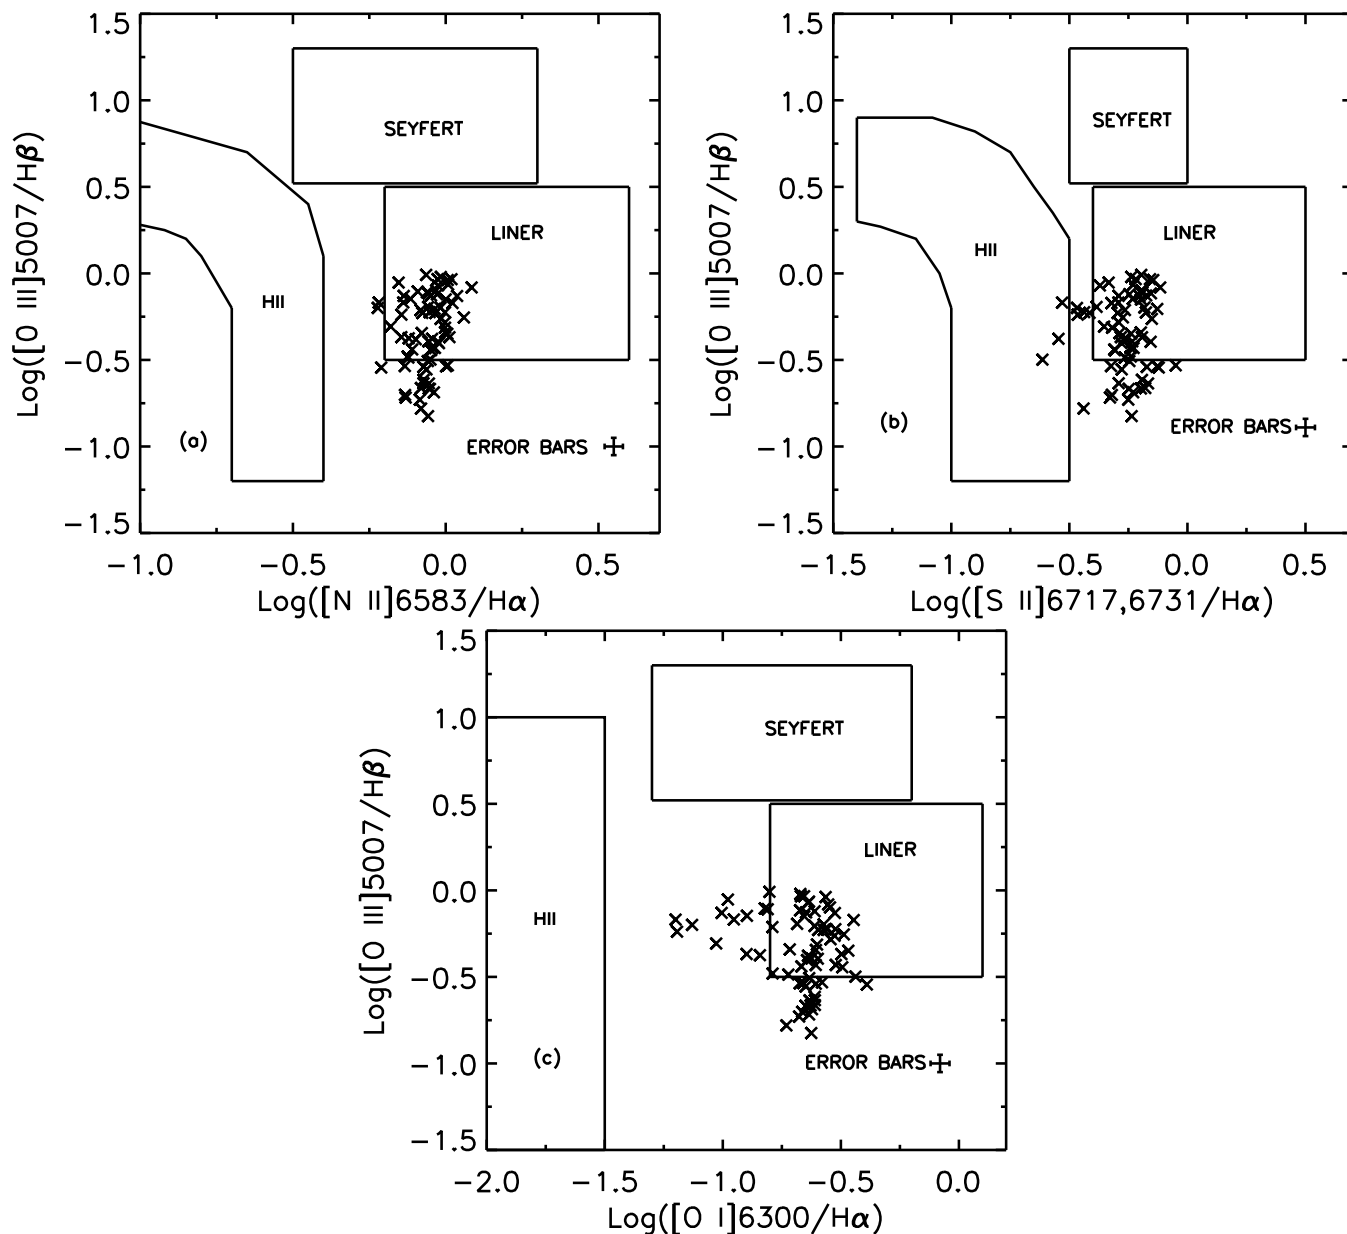 1.5
1.0
0.5
0.0
−0.5
−1.0
−1.5
Log([O III]5007/Hβ)
SEYFERT
LINER
HII
(a)
ERROR BARS
−1.0 −0.5 0.0 0.5
Log([N II]6583/Hα)
1.5
1.0
0.5
0.0
−0.5
−1.0
−1.5
Log([O III]5007/Hβ)
SEYFERT
LINER
HII
(b)
ERROR BARS
−1.5 −1.0 −0.5 0.0 0.5
Log([S II]6717,6731/Hα)
1.5
1.0
0.5
0.0
−0.5
−1.0
−1.5
Log([O III]5007/Hβ)
SEYFERT
LINER
HII
(c)
ERROR BARS
−2.0 −1.5 −1.0 −0.5 0.0
Log([O I]6300/Hα)